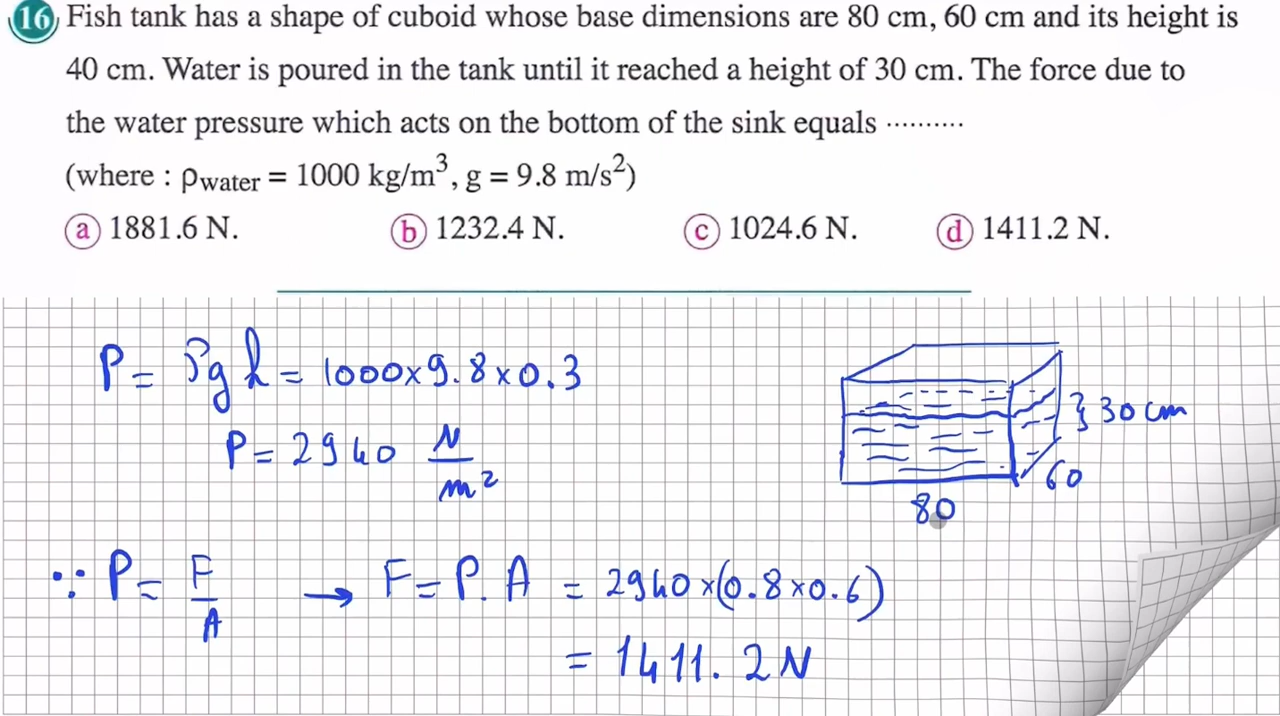 16 Fish tank has a shape of cuboid whose base dimensions are 80 cm, 60 cm and its height is
40 cm. Water is poured in the tank until it reached a height of 30 cm. The force due to
the water pressure which acts on the bottom of the sink equals ··········
(where : ρwater = 1000 kg/m³, g = 9.8 m/s²)
a 1881.6 N. b 1232.4 N. c 1024.6 N. d 1411.2 N.
P = ρgh = 1000×9.8×0.3
P = 2940 N/m²
30 cm
60
80
∵ P = F/A → F = P. A = 2940×(0.8×0.6)
= 1411.2 N